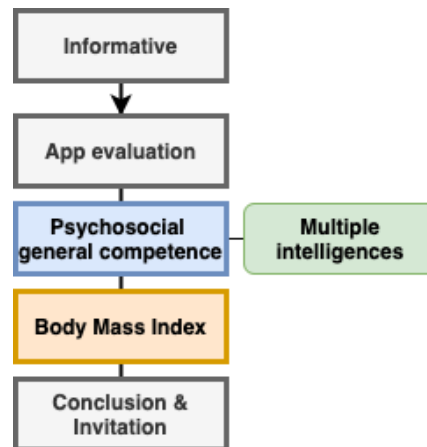 Informative
App evaluation
Psychosocial
general competence
Multiple
intelligences
Body Mass Index
Conclusion &
Invitation